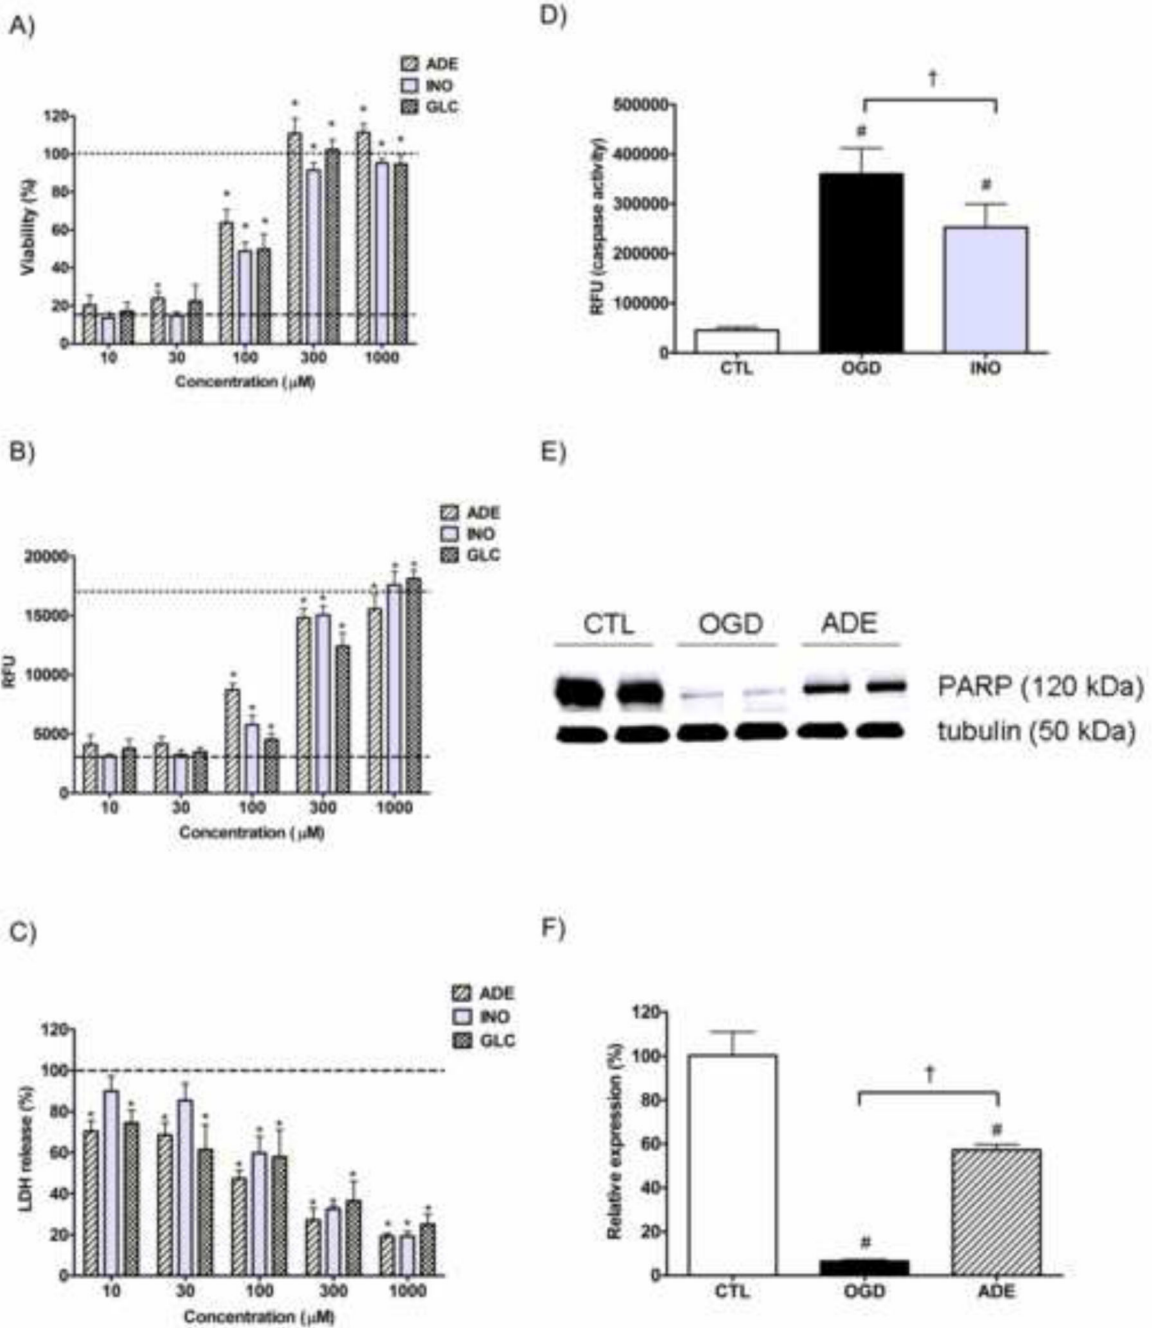 A)
ADE
INO
GLC
120
100
80
60
40
20
0
Viability (%)
* * * * * * * * * *
10 30 100 300 1000
Concentration (μM)
D)
†
500000
400000
300000
200000
100000
0
RFU (caspase activity)
# #
CTL OGD INO
B)
ADE
INO
GLC
20000
15000
10000
5000
0
RFU
* * * * * * * * *
10 30 100 300 1000
Concentration (μM)
E)
CTL OGD ADE
PARP (120 kDa)
tubulin (50 kDa)
C)
ADE
INO
GLC
120
100
80
60
40
20
0
LDH release (%)
* * * * * * * * * * * * *
10 30 100 300 1000
Concentration (μM)
F)
120
100
80
60
40
20
0
Relative expression (%)
†
# #
CTL OGD ADE